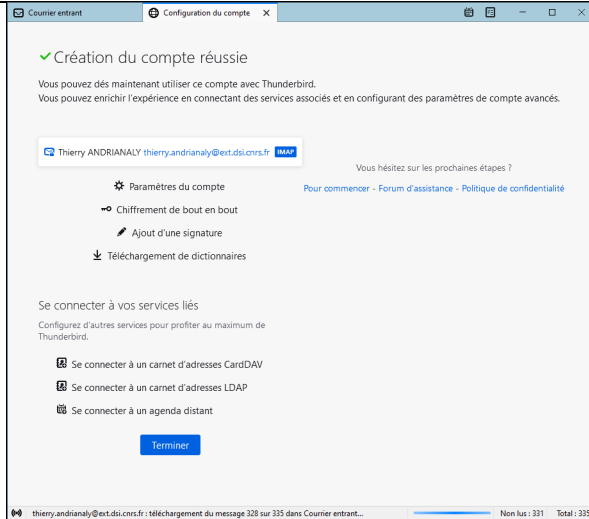 Courrier entrant
Configuration du compte
Création du compte réussie
Vous pouvez dés maintenant utiliser ce compte avec Thunderbird.
Vous pouvez enrichir l'expérience en connectant des services associés et en configurant des paramètres de compte avancés.
Thierry ANDRIANALY thierry.andrianaly@ext.dsi.cnrs.fr IMAP
Vous hésitez sur les prochaines étapes ?
Pour commencer - Forum d'assistance - Politique de confidentialité
Paramètres du compte
Chiffrement de bout en bout
Ajout d'une signature
Téléchargement de dictionnaires
Se connecter à vos services liés
Configurez d'autres services pour profiter au maximum de
Thunderbird.
Se connecter à un carnet d'adresses CardDAV
Se connecter à un carnet d'adresses LDAP
Se connecter à un agenda distant
Terminer
thierry.andrianaly@ext.dsi.cnrs.fr : téléchargement du message 328 sur 335 dans Courrier entrant... Non lus : 331 Total : 335